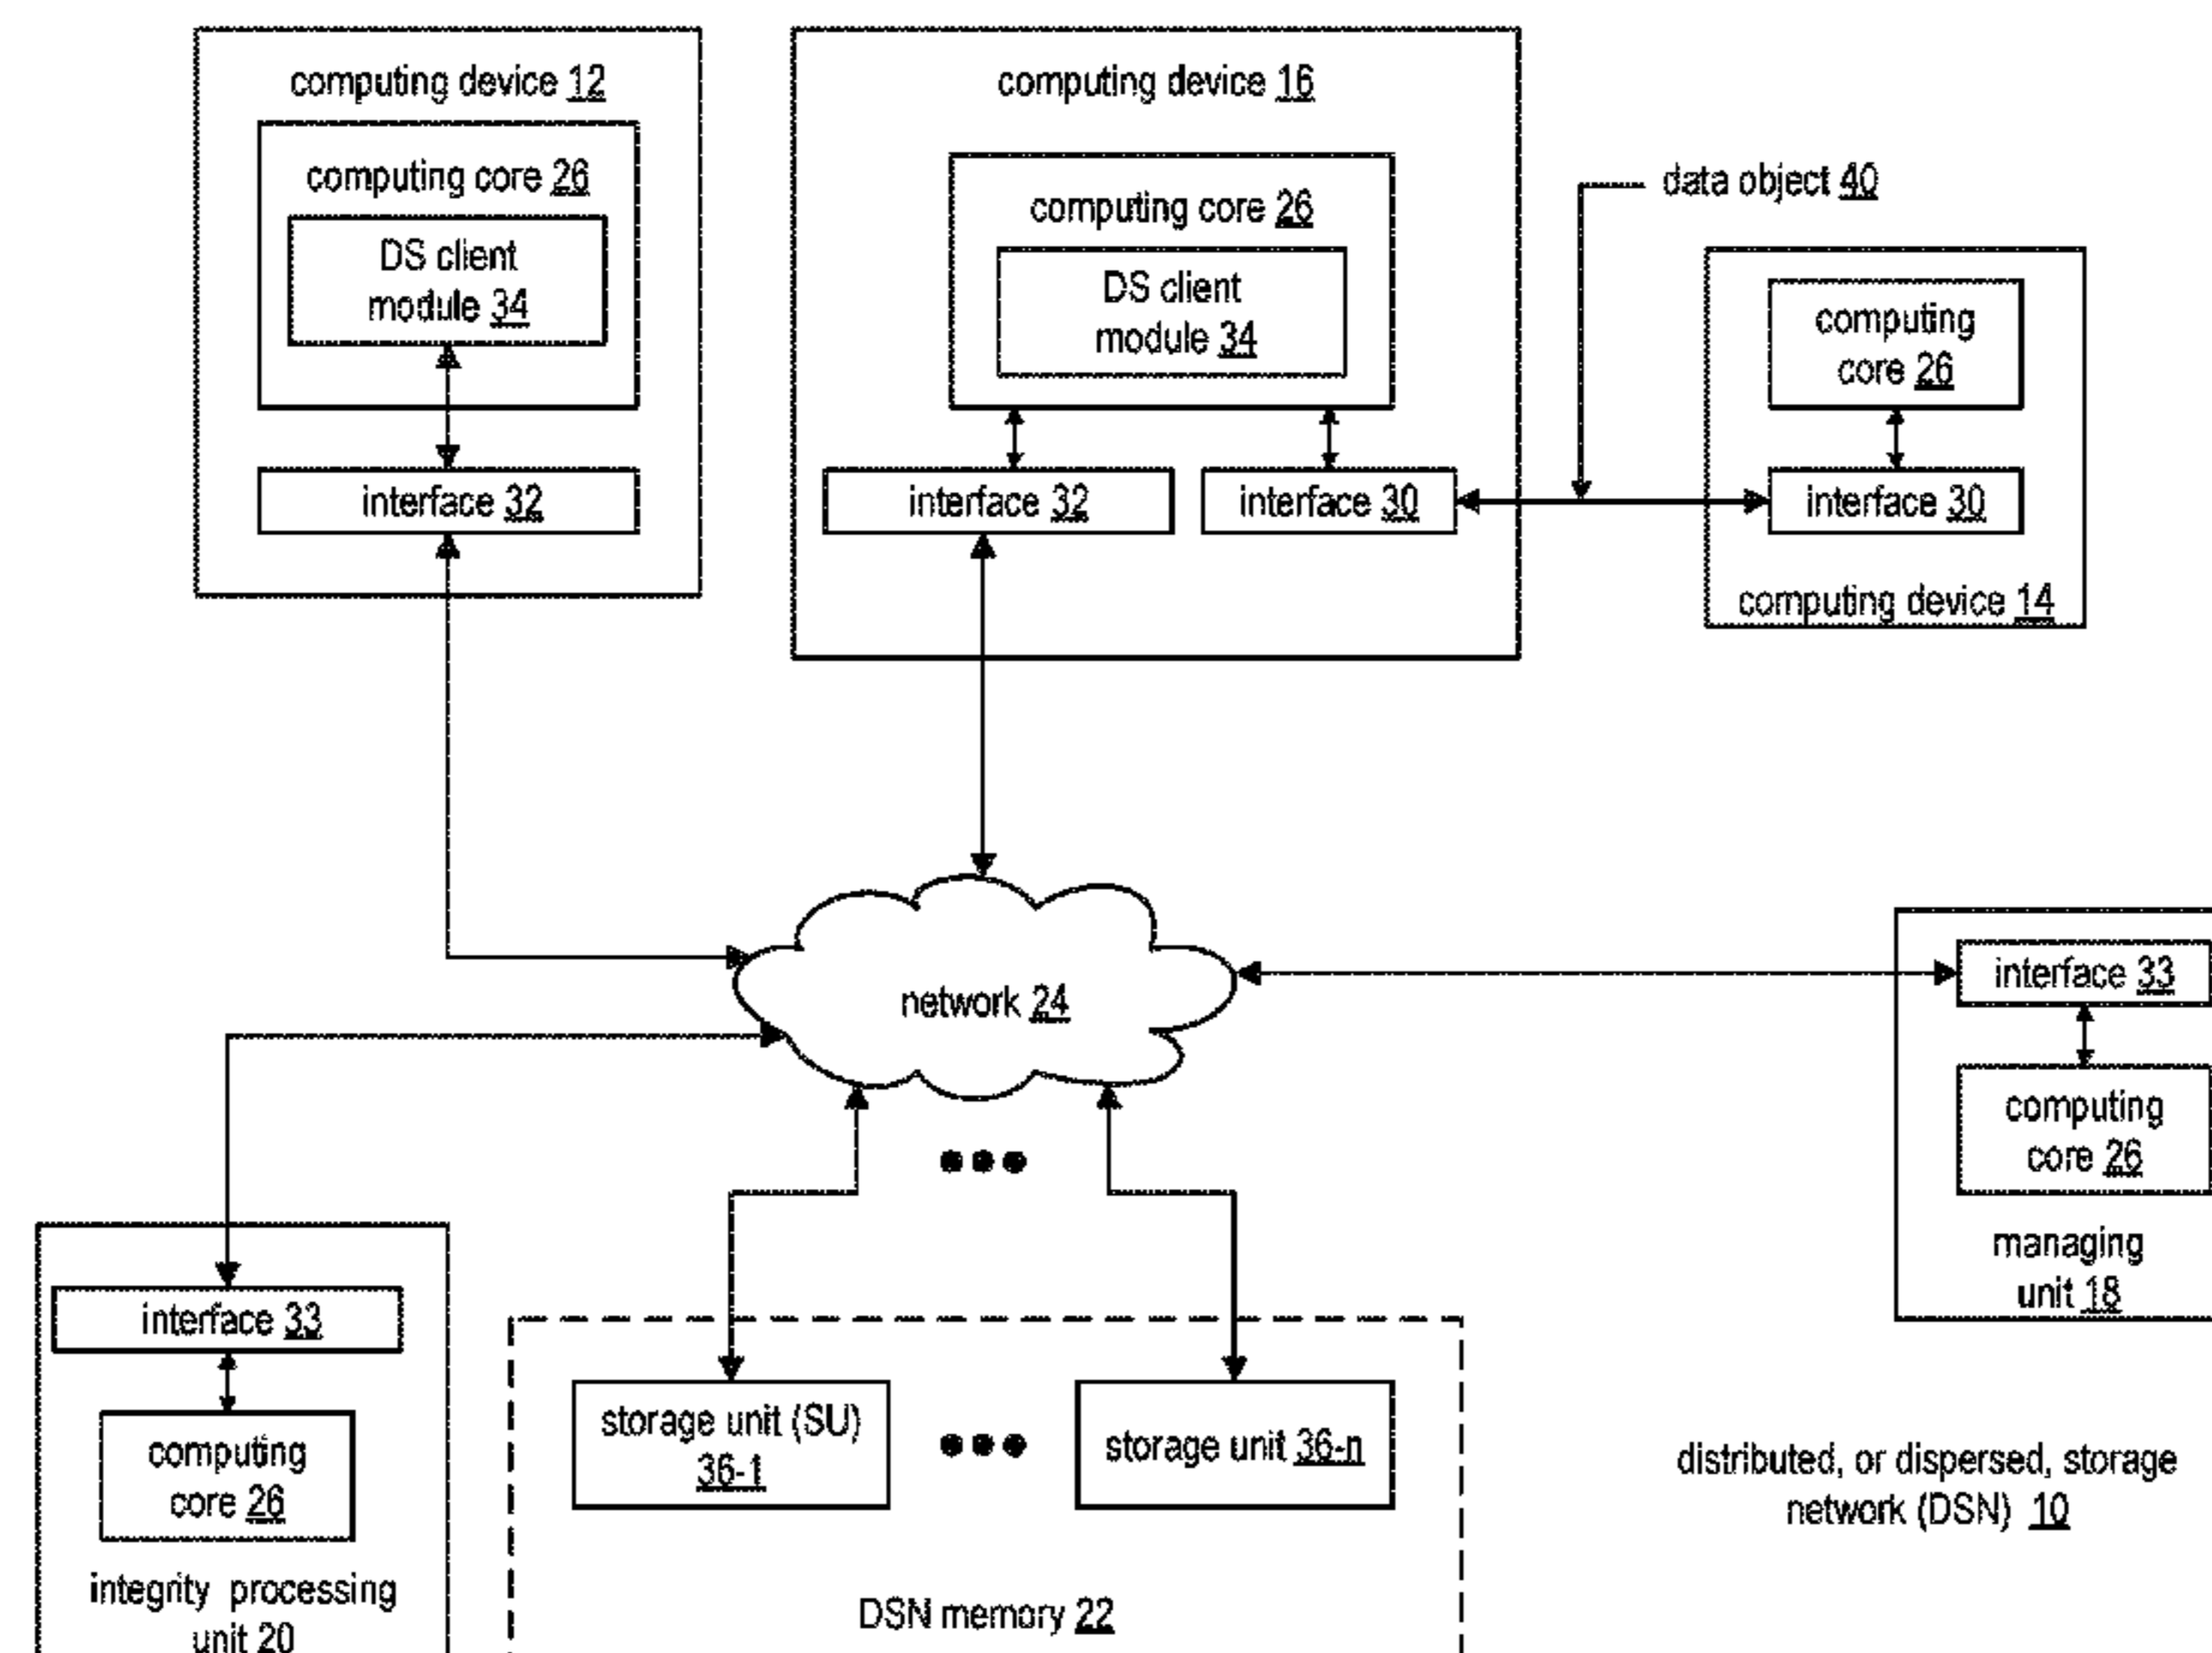 computing device 12
computing core 26
DS client
module 34
interface 32
computing device 16
computing core 26
DS client
module 34
interface 32
interface 30
data object 40
computing
core 26
interface 30
computing device 14
network 24
interface 33
computing
core 26
managing
unit 18
interface 33
computing
core 26
integrity processing
unit 20
storage unit (SU)
36-1
storage unit 36-n
DSN memory 22
distributed, or dispersed, storage
network (DSN) 10